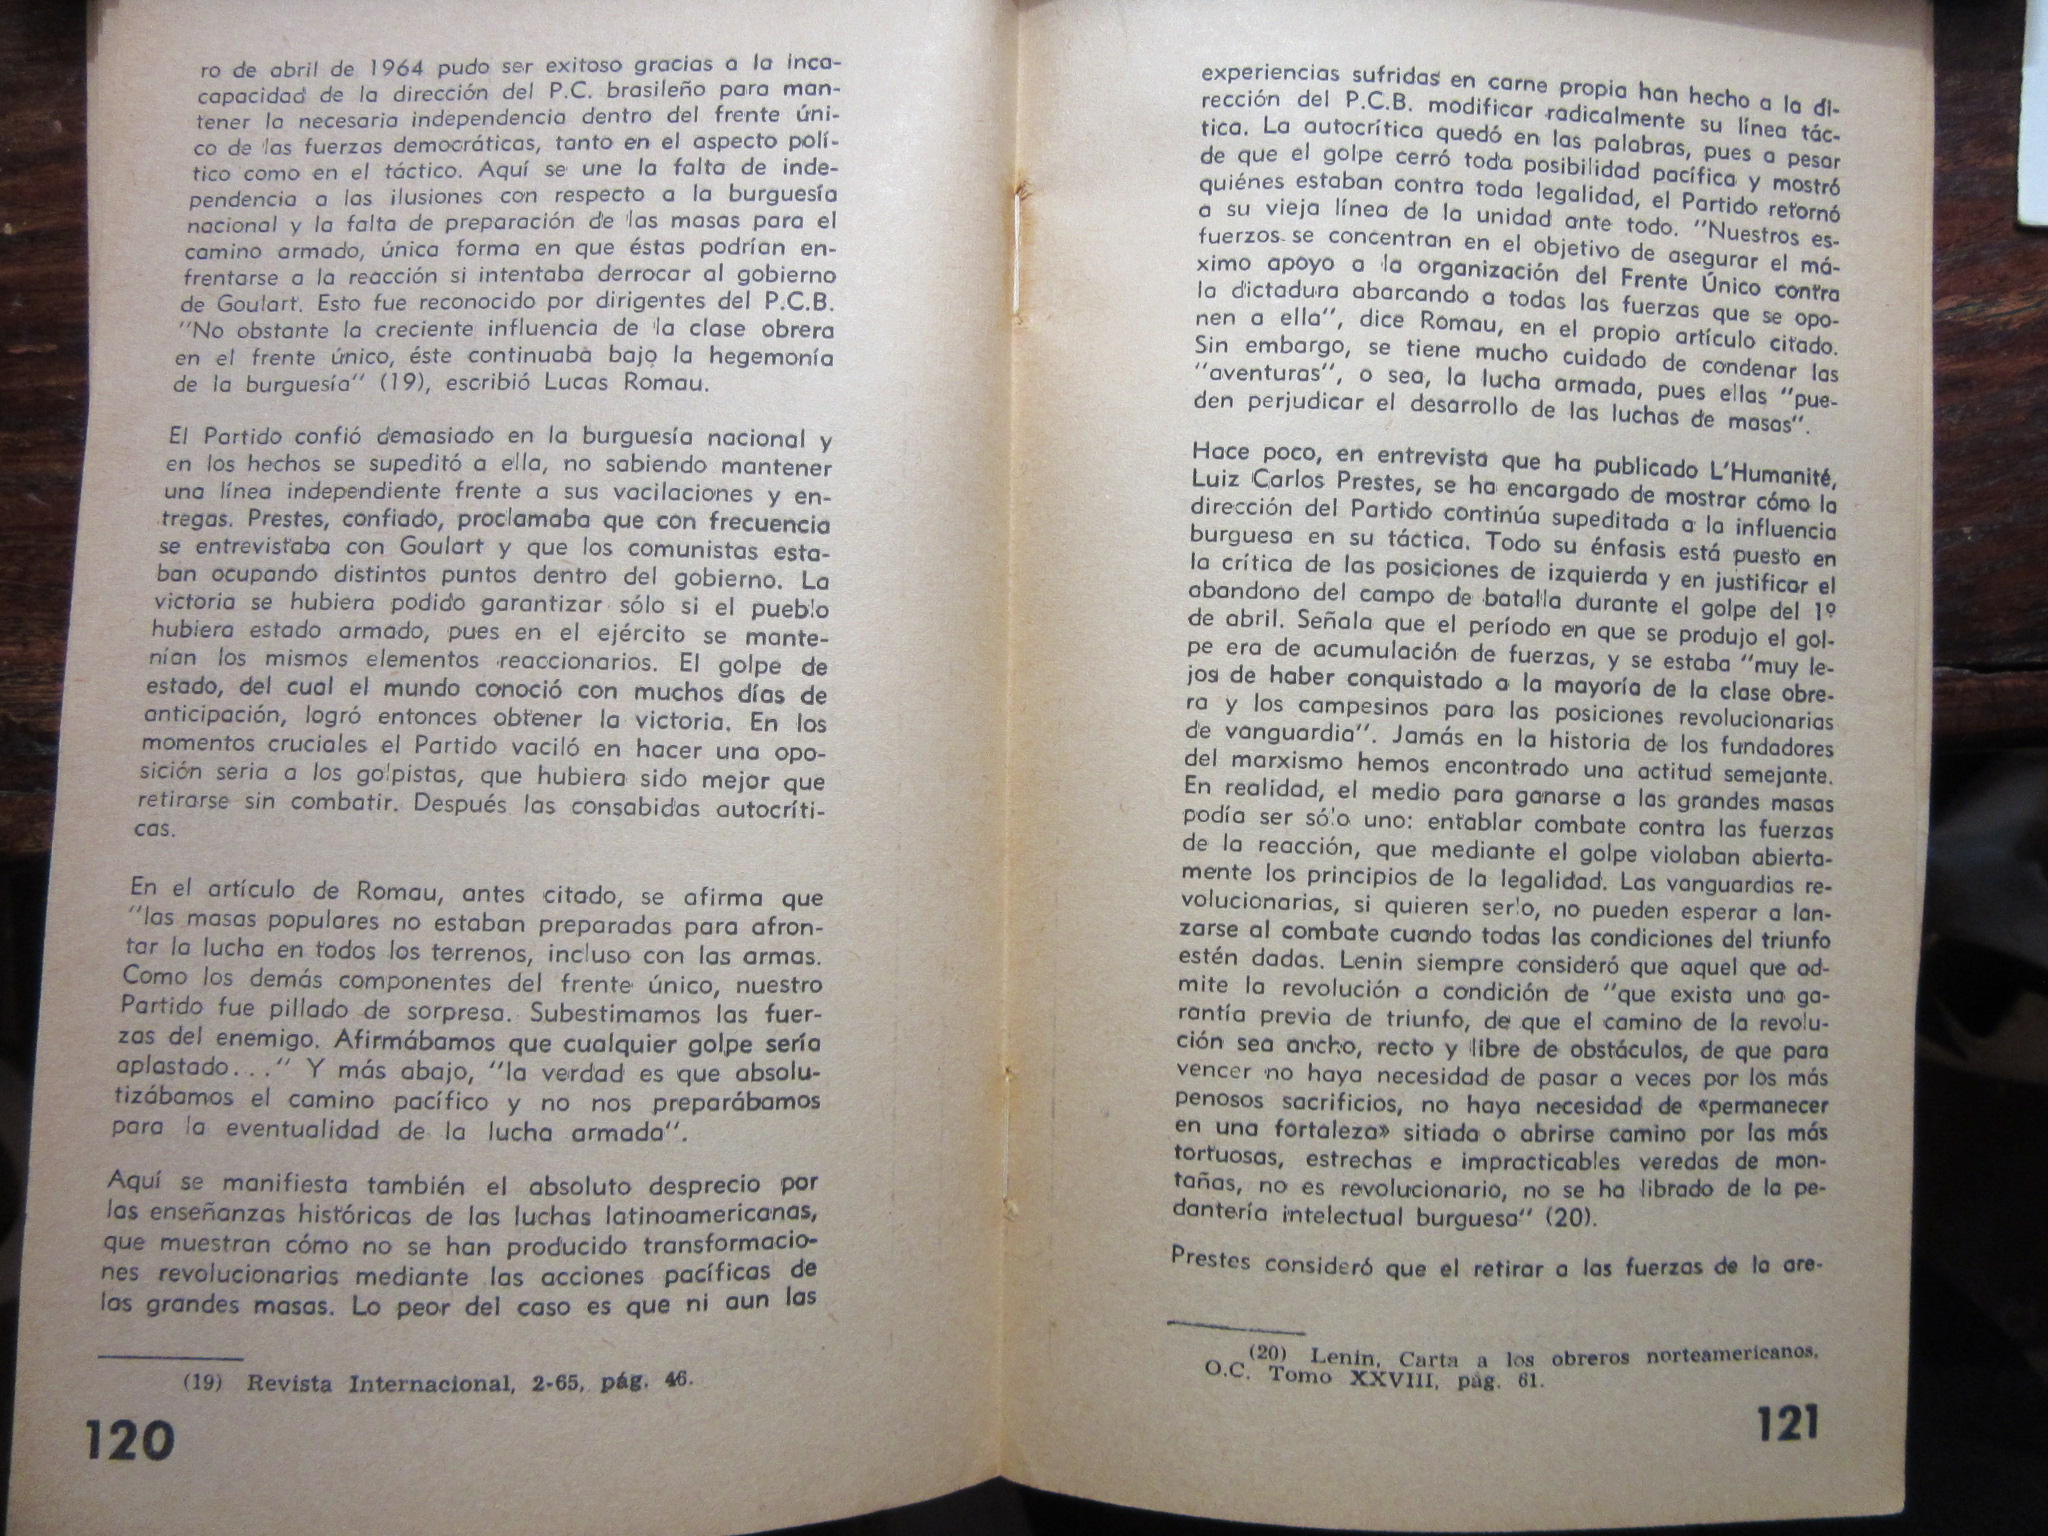 ro de abril de 1964 pudo ser exitoso gracias a la inca-
capacidad de la dirección del P.C. brasileño para man-
tener la necesaria independencia dentro del frente úni-
co de las fuerzas democráticas, tanto en el aspecto polí-
tico como en el táctico. Aquí se une la falta de inde-
pendencia a las ilusiones con respecto a la burguesía
nacional y la falta de preparación de las masas para el
camino armado, única forma en que éstas podrían en-
frentarse a la reacción si intentaba derrocar al gobierno
de Goulart. Esto fue reconocido por dirigentes del P.C.B.
"No obstante la creciente influencia de la clase obrera
en el frente único, éste continuaba bajo la hegemonía
de la burguesía" (19), escribió Lucas Romau.
El Partido confió demasiado en la burguesía nacional y
en los hechos se supeditó a ella, no sabiendo mantener
una línea independiente frente a sus vacilaciones y en-
tregas. Prestes, confiado, proclamaba que con frecuencia
se entrevistaba con Goulart y que los comunistas esta-
ban ocupando distintos puntos dentro del gobierno. La
victoria se hubiera podido garantizar sólo si el pueblo
hubiera estado armado, pues en el ejército se mante-
nían los mismos elementos reaccionarios. El golpe de
estado, del cual el mundo conoció con muchos días de
anticipación, logró entonces obtener la victoria. En los
momentos cruciales el Partido vaciló en hacer una opo-
sición seria a los golpistas, que hubiera sido mejor que
retirarse sin combatir. Después las consabidas autocríti-
cas.
En el artículo de Romau, antes citado, se afirma que
"las masas populares no estaban preparadas para afron-
tar la lucha en todos los terrenos, incluso con las armas.
Como los demás componentes del frente único, nuestro
Partido fue pillado de sorpresa. Subestimamos las fuer-
zas del enemigo. Afirmábamos que cualquier golpe sería
aplastado..." Y más abajo, "la verdad es que absolu-
tizábamos el camino pacífico y no nos preparábamos
para la eventualidad de la lucha armada".
Aquí se manifiesta también el absoluto desprecio por
las enseñanzas históricas de las luchas latinoamericanas,
que muestran cómo no se han producido transformacio-
nes revolucionarias mediante las acciones pacíficas de
las grandes masas. Lo peor del caso es que ni aun las
(19) Revista Internacional, 2-65, pág. 46.
120
experiencias sufridas en carne propia han hecho a la di-
rección del P.C.B. modificar radicalmente su línea tác-
tica. La autocrítica quedó en las palabras, pues a pesar
de que el golpe cerró toda posibilidad pacífica y mostró
quiénes estaban contra toda legalidad, el Partido retornó
a su vieja línea de la unidad ante todo. "Nuestros es-
fuerzos se concentran en el objetivo de asegurar el má-
ximo apoyo a la organización del Frente Único contra
la dictadura abarcando a todas las fuerzas que se opo-
nen a ella", dice Romau, en el propio artículo citado.
Sin embargo, se tiene mucho cuidado de condenar las
"aventuras", o sea, la lucha armada, pues ellas "pue-
den perjudicar el desarrollo de las luchas de masas".
Hace poco, en entrevista que ha publicado L'Humanité,
Luiz Carlos Prestes, se ha encargado de mostrar cómo la
dirección del Partido continúa supeditada a la influencia
burguesa en su táctica. Todo su énfasis está puesto en
la crítica de las posiciones de izquierda y en justificar el
abandono del campo de batalla durante el golpe del 1º
de abril. Señala que el período en que se produjo el gol-
pe era de acumulación de fuerzas, y se estaba "muy le-
jos de haber conquistado a la mayoría de la clase obre-
ra y los campesinos para las posiciones revolucionarias
de vanguardia". Jamás en la historia de los fundadores
del marxismo hemos encontrado una actitud semejante.
En realidad, el medio para ganarse a las grandes masas
podía ser sólo uno: entablar combate contra las fuerzas
de la reacción, que mediante el golpe violaban abierta-
mente los principios de la legalidad. Las vanguardias re-
volucionarias, si quieren serlo, no pueden esperar a lan-
zarse al combate cuando todas las condiciones del triunfo
estén dadas. Lenin siempre consideró que aquel que ad-
mite la revolución a condición de "que exista una ga-
rantía previa de triunfo, de que el camino de la revolu-
ción sea ancho, recto y libre de obstáculos, de que para
vencer no haya necesidad de pasar a veces por los más
penosos sacrificios, no haya necesidad de «permanecer
en una fortaleza» sitiada o abrirse camino por las más
tortuosas, estrechas e impracticables veredas de mon-
tañas, no es revolucionario, no se ha librado de la pe-
dantería intelectual burguesa" (20).
Prestes consideró que el retirar a las fuerzas de la are-
(20) Lenin, Carta a los obreros norteamericanos.
O.C. Tomo XXVIII, pág. 61.
121